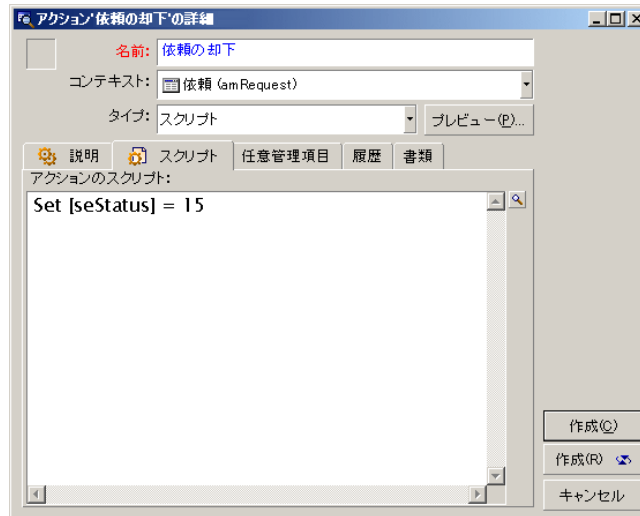 アクション'依頼の却下'の詳細
名前: 依頼の却下
コンテキスト: 依頼 (amRequest)
タイプ: スクリプト プレビュー(P)...
説明 スクリプト 任意管理項目 履歴 書類
アクションのスクリプト:
Set [seStatus] = 15
作成(C)
作成(R)
キャンセル